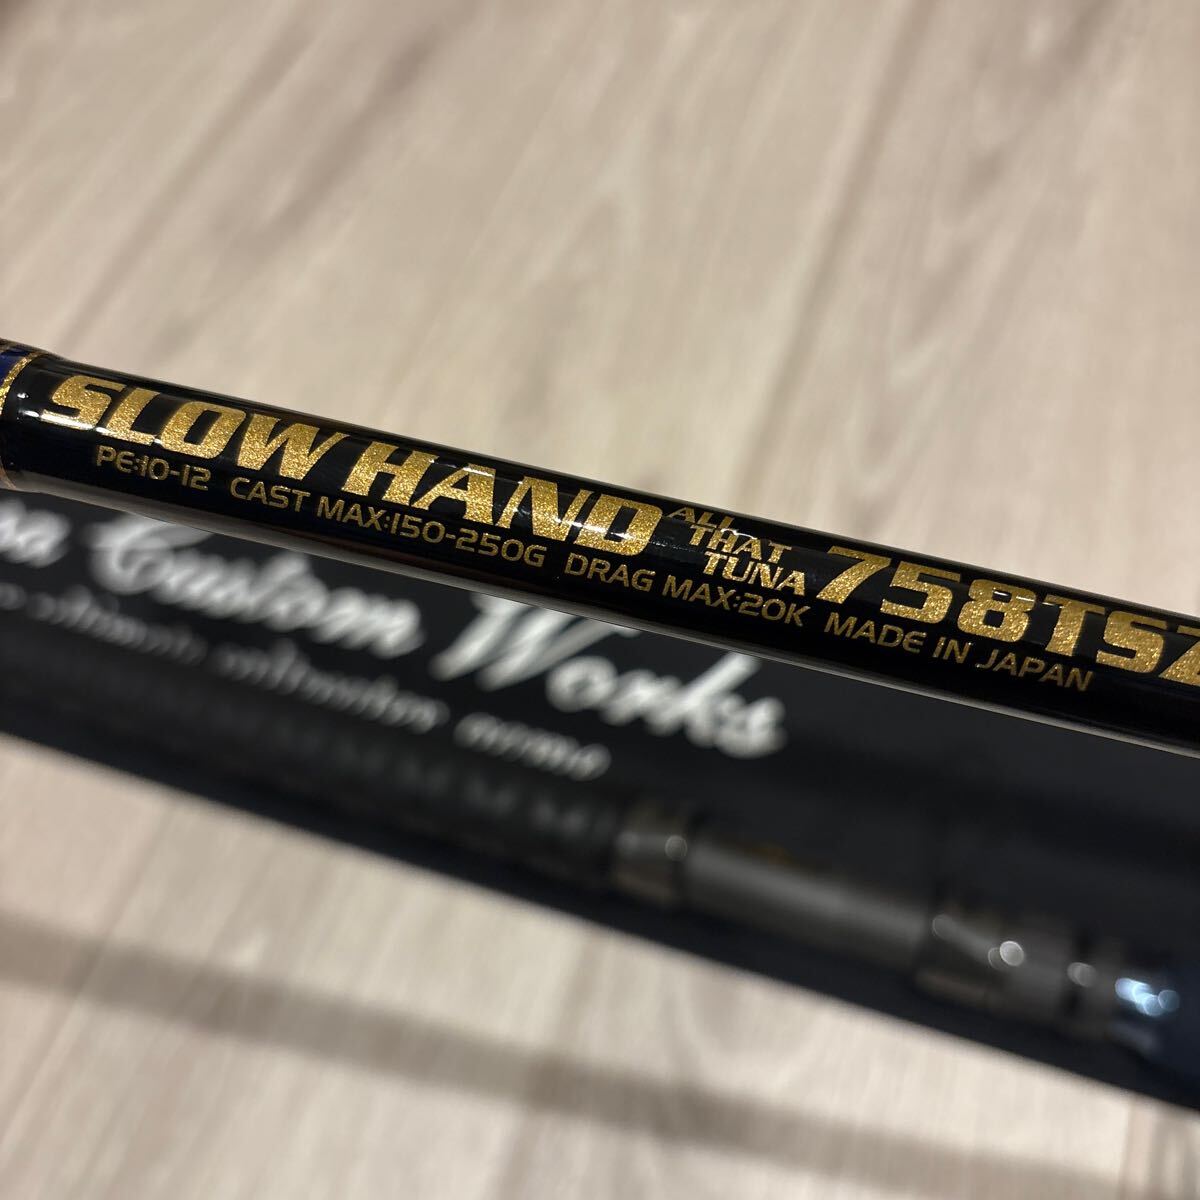 SLOW HAND ALL THAT TUNA 758TSZ
PE:10-12 CAST MAX:150-250G DRAG MAX:20K MADE IN JAPAN
Custom Works